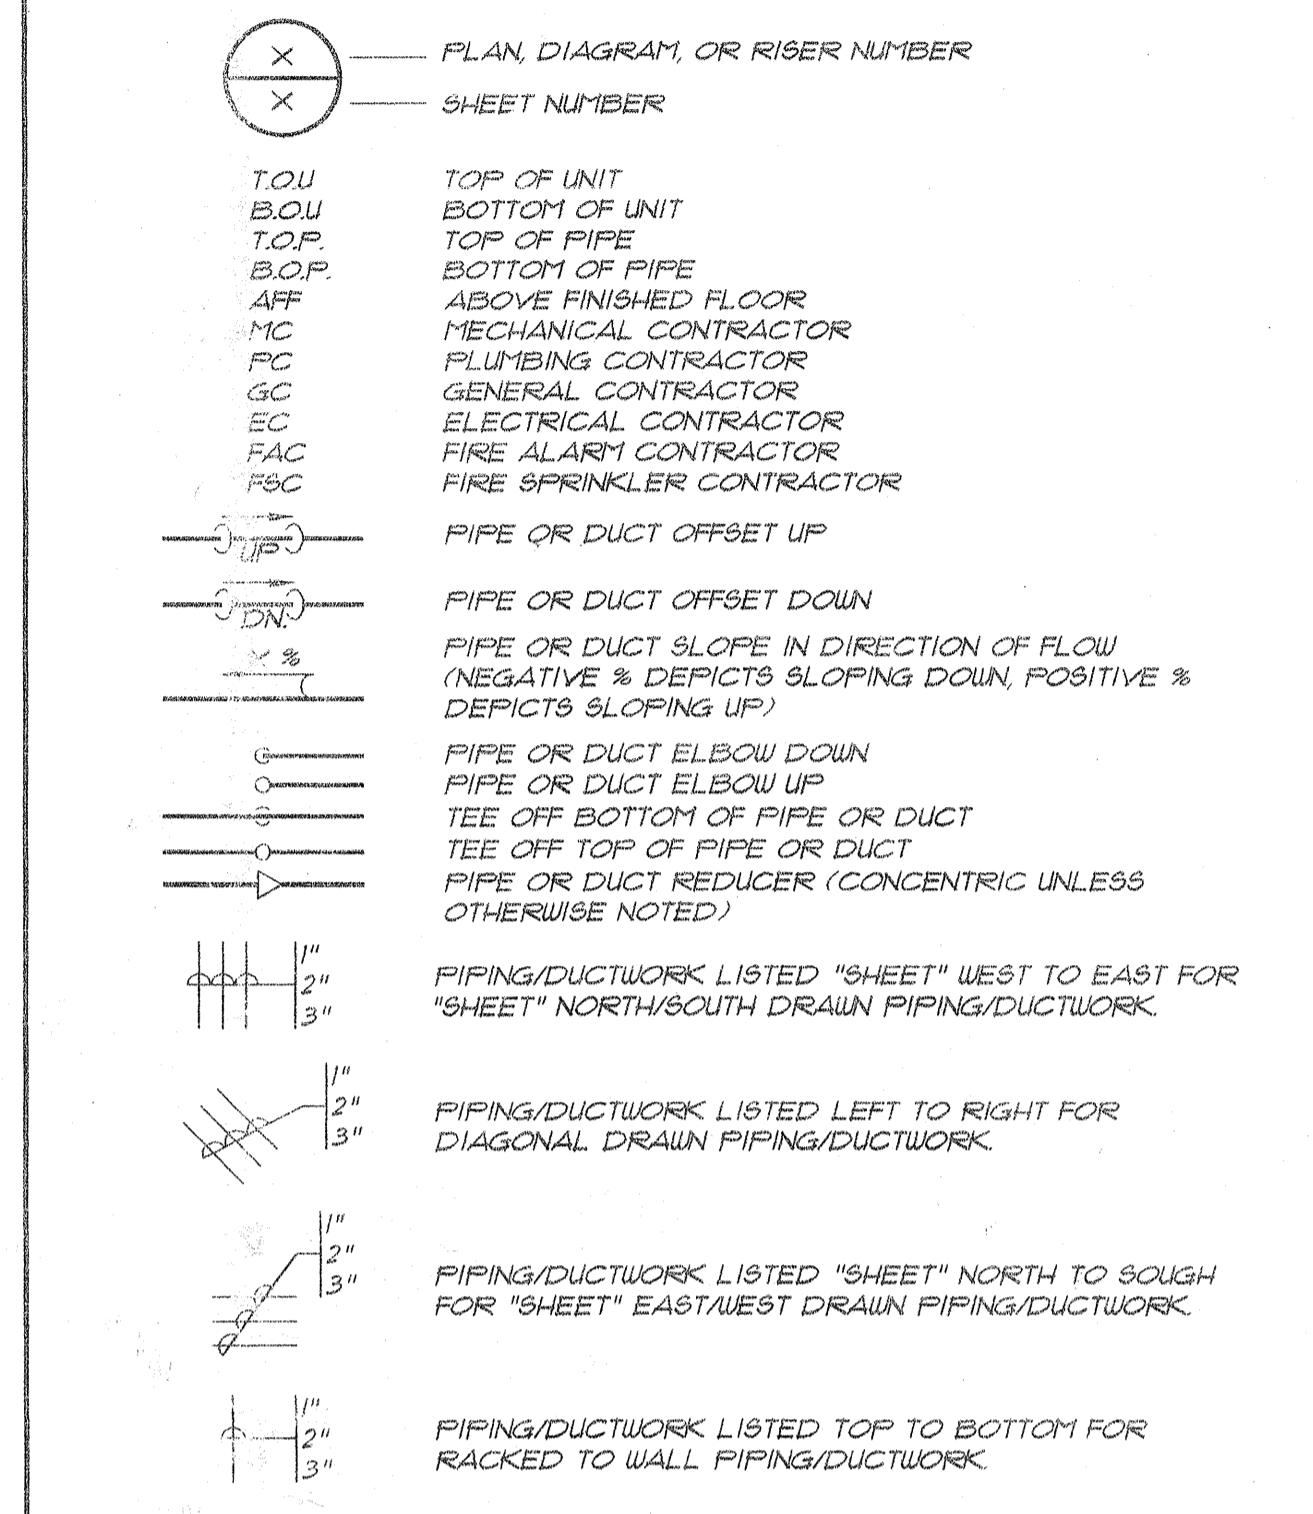 X PLAN, DIAGRAM, OR RISER NUMBER
X SHEET NUMBER
T.O.U TOP OF UNIT
B.O.U BOTTOM OF UNIT
T.O.P. TOP OF PIPE
B.O.P. BOTTOM OF PIPE
AFF ABOVE FINISHED FLOOR
MC MECHANICAL CONTRACTOR
PC PLUMBING CONTRACTOR
GC GENERAL CONTRACTOR
EC ELECTRICAL CONTRACTOR
FAC FIRE ALARM CONTRACTOR
FSC FIRE SPRINKLER CONTRACTOR
UP PIPE OR DUCT OFFSET UP
DN. PIPE OR DUCT OFFSET DOWN
X % PIPE OR DUCT SLOPE IN DIRECTION OF FLOW
(NEGATIVE % DEPICTS SLOPING DOWN, POSITIVE %
DEPICTS SLOPING UP)
PIPE OR DUCT ELBOW DOWN
PIPE OR DUCT ELBOW UP
TEE OFF BOTTOM OF PIPE OR DUCT
TEE OFF TOP OF PIPE OR DUCT
PIPE OR DUCT REDUCER (CONCENTRIC UNLESS
OTHERWISE NOTED)
1"
2"
3"
PIPING/DUCTWORK LISTED "SHEET" WEST TO EAST FOR
"SHEET" NORTH/SOUTH DRAWN PIPING/DUCTWORK.
1"
2"
3"
PIPING/DUCTWORK LISTED LEFT TO RIGHT FOR
DIAGONAL DRAWN PIPING/DUCTWORK.
1"
2"
3"
PIPING/DUCTWORK LISTED "SHEET" NORTH TO SOUGH
FOR "SHEET" EAST/WEST DRAWN PIPING/DUCTWORK.
1"
2"
3"
PIPING/DUCTWORK LISTED TOP TO BOTTOM FOR
RACKED TO WALL PIPING/DUCTWORK.